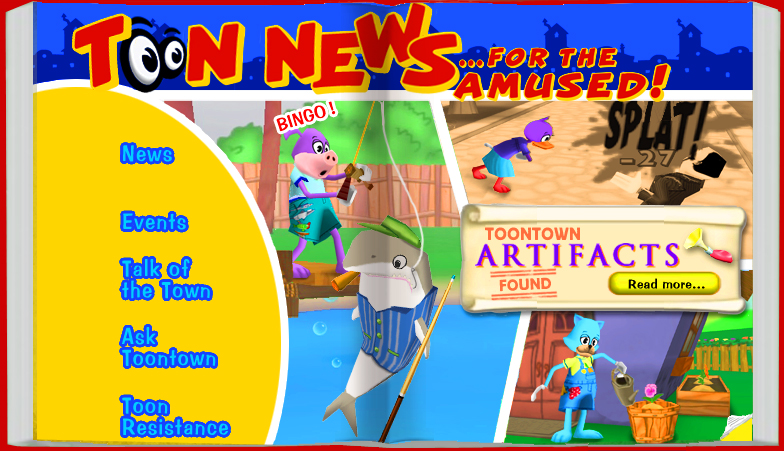 TOON NEWS
...FOR THE
AMUSED!
BINGO!
SPLAT!
-27
News
Events
Talk of
the Town
Ask
Toontown
Toon
Resistance
TOONTOWN
ARTIFACTS
FOUND
Read more...